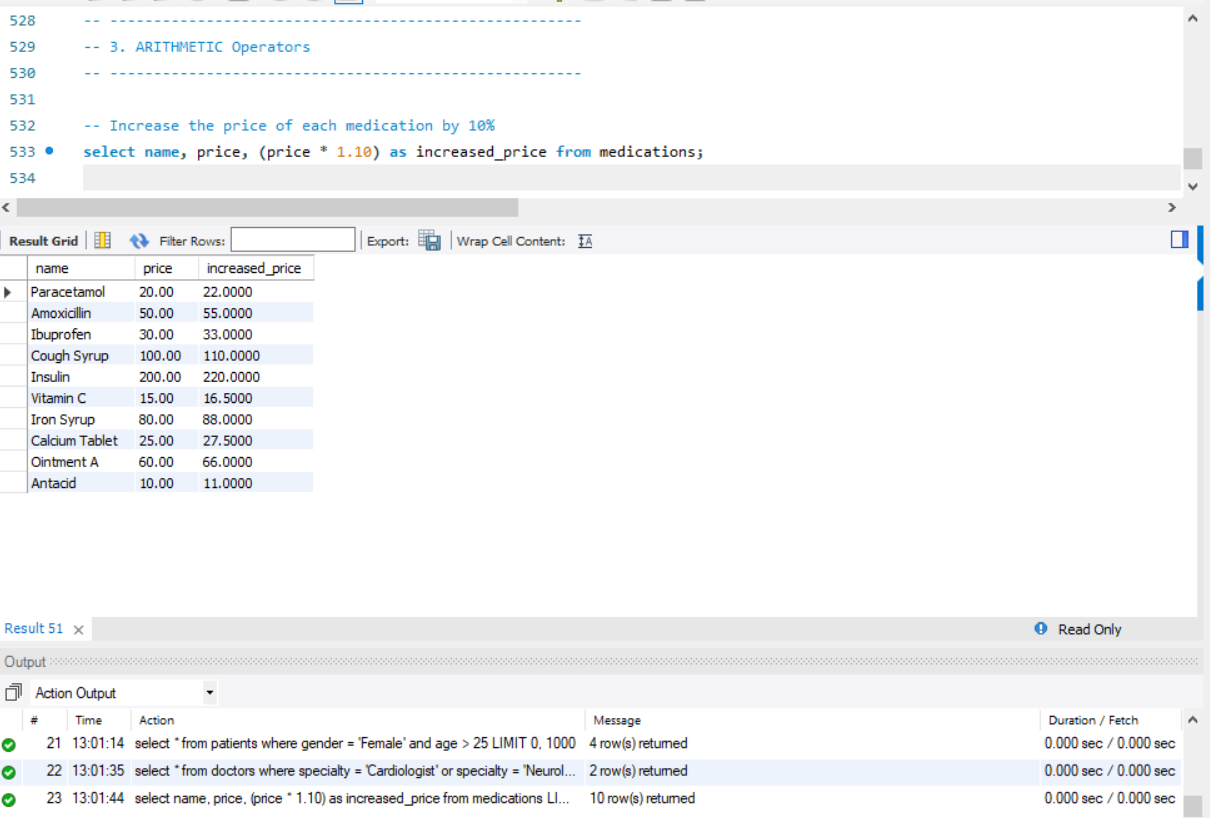 528 -- ------------------------------------------------------
529 -- 3. ARITHMETIC Operators
530 -- ------------------------------------------------------
531
532 -- Increase the price of each medication by 10%
533 select name, price, (price * 1.10) as increased_price from medications;
534
Result Grid Filter Rows: Export: Wrap Cell Content:
name price increased_price
Paracetamol 20.00 22.0000
Amoxicillin 50.00 55.0000
Ibuprofen 30.00 33.0000
Cough Syrup 100.00 110.0000
Insulin 200.00 220.0000
Vitamin C 15.00 16.5000
Iron Syrup 80.00 88.0000
Calcium Tablet 25.00 27.5000
Ointment A 60.00 66.0000
Antacid 10.00 11.0000
Result 51 Read Only
Output
Action Output
# Time Action Message Duration / Fetch
21 13:01:14 select * from patients where gender = 'Female' and age > 25 LIMIT 0, 1000 4 row(s) returned 0.000 sec / 0.000 sec
22 13:01:35 select * from doctors where specialty = 'Cardiologist' or specialty = 'Neurol... 2 row(s) returned 0.000 sec / 0.000 sec
23 13:01:44 select name, price, (price * 1.10) as increased_price from medications LI... 10 row(s) returned 0.000 sec / 0.000 sec